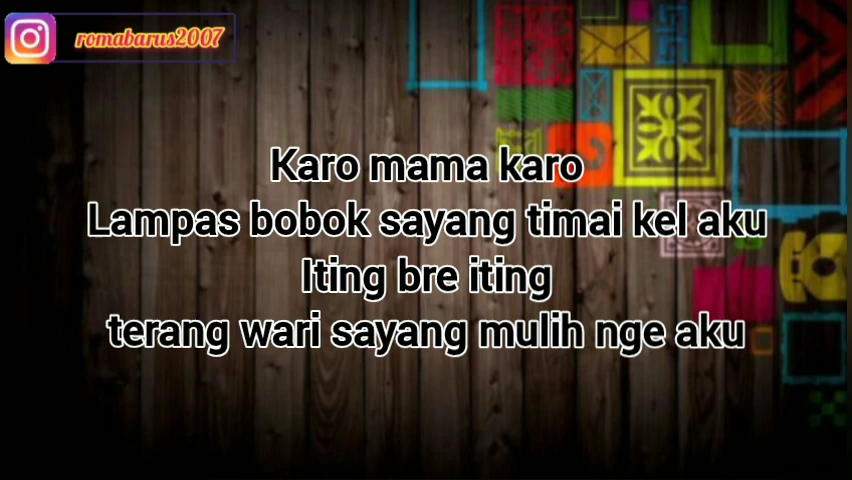 romabarus2007
Karo mama karo
Lampas bobok sayang timai kel aku
Iting bre iting
terang wari sayang mulih nge aku